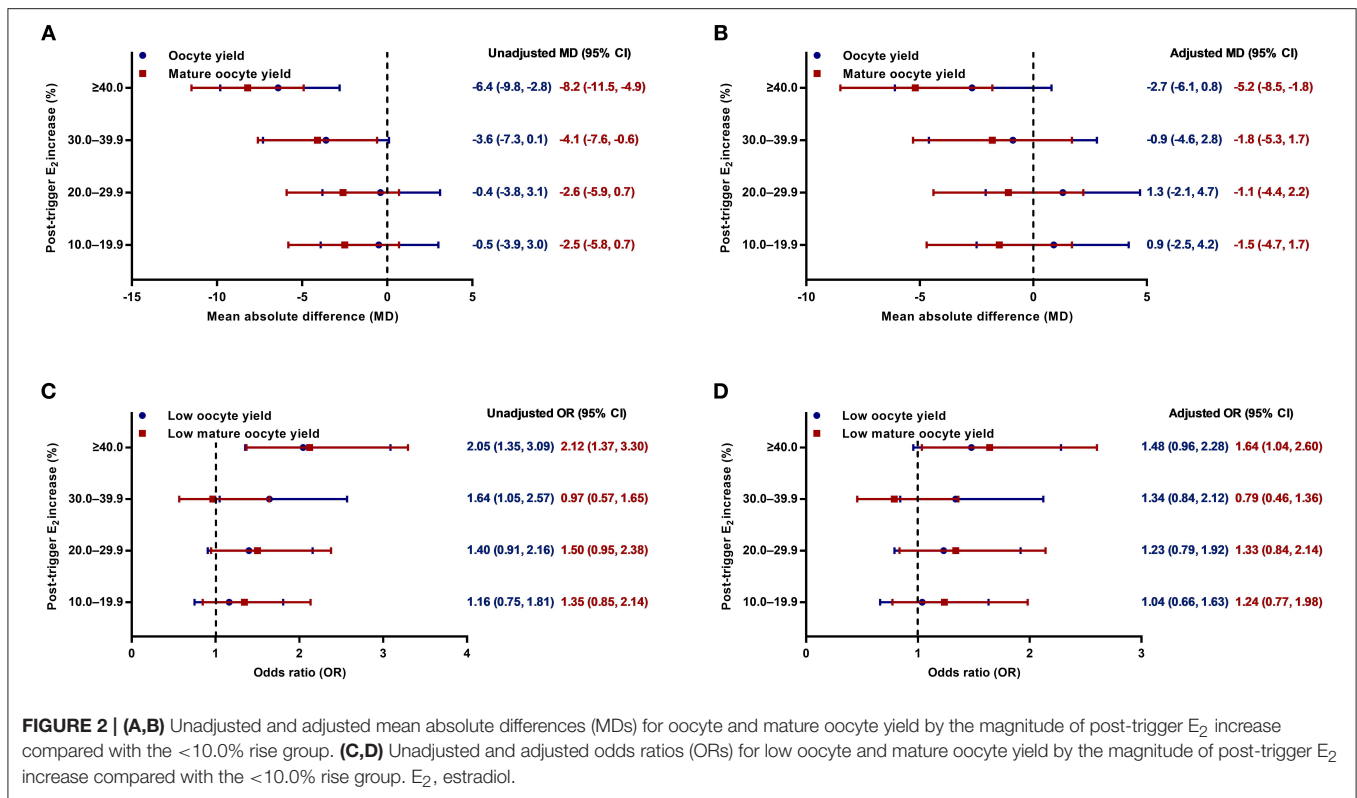 A
Oocyte yield
Mature oocyte yield
Unadjusted MD (95% CI)
Post-trigger E2 increase (%)
≥40.0
-6.4 (-9.8, -2.8) -8.2 (-11.5, -4.9)
30.0–39.9
-3.6 (-7.3, 0.1) -4.1 (-7.6, -0.6)
20.0–29.9
-0.4 (-3.8, 3.1) -2.6 (-5.9, 0.7)
10.0–19.9
-0.5 (-3.9, 3.0) -2.5 (-5.8, 0.7)
-15 -10 -5 0 5
Mean absolute difference (MD)
B
Oocyte yield
Mature oocyte yield
Adjusted MD (95% CI)
Post-trigger E2 increase (%)
≥40.0
-2.7 (-6.1, 0.8) -5.2 (-8.5, -1.8)
30.0–39.9
-0.9 (-4.6, 2.8) -1.8 (-5.3, 1.7)
20.0–29.9
1.3 (-2.1, 4.7) -1.1 (-4.4, 2.2)
10.0–19.9
0.9 (-2.5, 4.2) -1.5 (-4.7, 1.7)
-10 -5 0 5
Mean absolute difference (MD)
C
Low oocyte yield
Low mature oocyte yield
Unadjusted OR (95% CI)
Post-trigger E2 increase (%)
≥40.0
2.05 (1.35, 3.09) 2.12 (1.37, 3.30)
30.0–39.9
1.64 (1.05, 2.57) 0.97 (0.57, 1.65)
20.0–29.9
1.40 (0.91, 2.16) 1.50 (0.95, 2.38)
10.0–19.9
1.16 (0.75, 1.81) 1.35 (0.85, 2.14)
0 1 2 3 4
Odds ratio (OR)
D
Low oocyte yield
Low mature oocyte yield
Adjusted OR (95% CI)
Post-trigger E2 increase (%)
≥40.0
1.48 (0.96, 2.28) 1.64 (1.04, 2.60)
30.0–39.9
1.34 (0.84, 2.12) 0.79 (0.46, 1.36)
20.0–29.9
1.23 (0.79, 1.92) 1.33 (0.84, 2.14)
10.0–19.9
1.04 (0.66, 1.63) 1.24 (0.77, 1.98)
0 1 2 3
Odds ratio (OR)
FIGURE 2 | (A,B) Unadjusted and adjusted mean absolute differences (MDs) for oocyte and mature oocyte yield by the magnitude of post-trigger E2 increase
compared with the <10.0% rise group. (C,D) Unadjusted and adjusted odds ratios (ORs) for low oocyte and mature oocyte yield by the magnitude of post-trigger E2
increase compared with the <10.0% rise group. E2, estradiol.